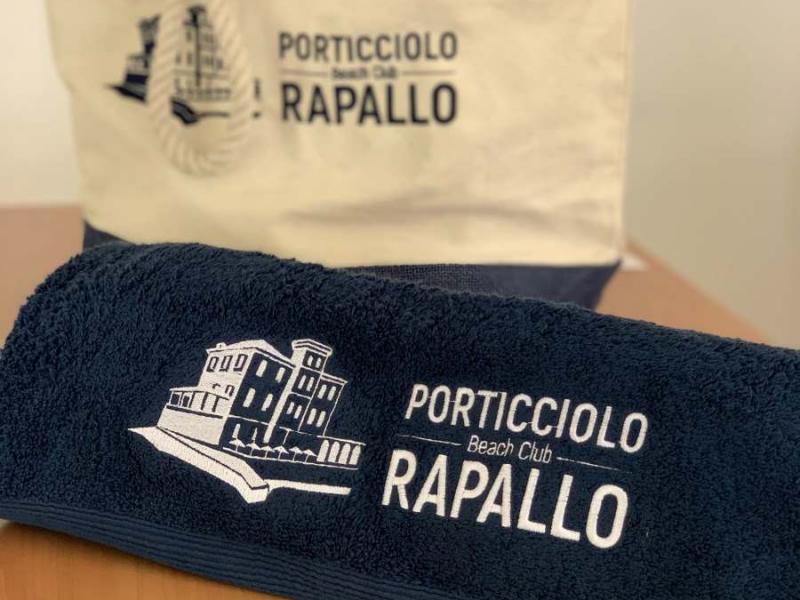 PORTICCIOLO
Beach Club
RAPALLO
PORTICCIOLO
Beach Club
RAPALLO